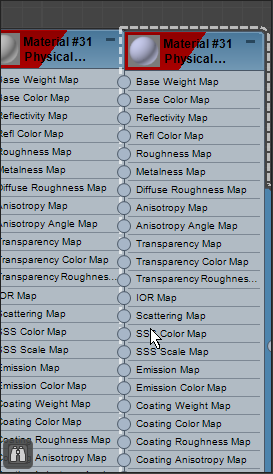 Material #31
Physical...
Base Weight Map
Base Color Map
Reflectivity Map
Refl Color Map
Roughness Map
Metalness Map
Diffuse Roughness Map
Anisotropy Map
Anisotropy Angle Map
Transparency Map
Transparency Color Map
Transparency Roughnes...
IOR Map
Scattering Map
SSS Color Map
SSS Scale Map
Emission Map
Emission Color Map
Coating Weight Map
Coating Color Map
Coating Roughness Map
Anisotropy Map
Material #31
Physical...
Base Weight Map
Base Color Map
Reflectivity Map
Refl Color Map
Roughness Map
Metalness Map
Diffuse Roughness Map
Anisotropy Map
Anisotropy Angle Map
Transparency Map
Transparency Color Map
Transparency Roughnes...
IOR Map
Scattering Map
SSS Color Map
SSS Scale Map
Emission Map
Emission Color Map
Coating Weight Map
Coating Color Map
Coating Roughness Map
Coating Anisotropy Map